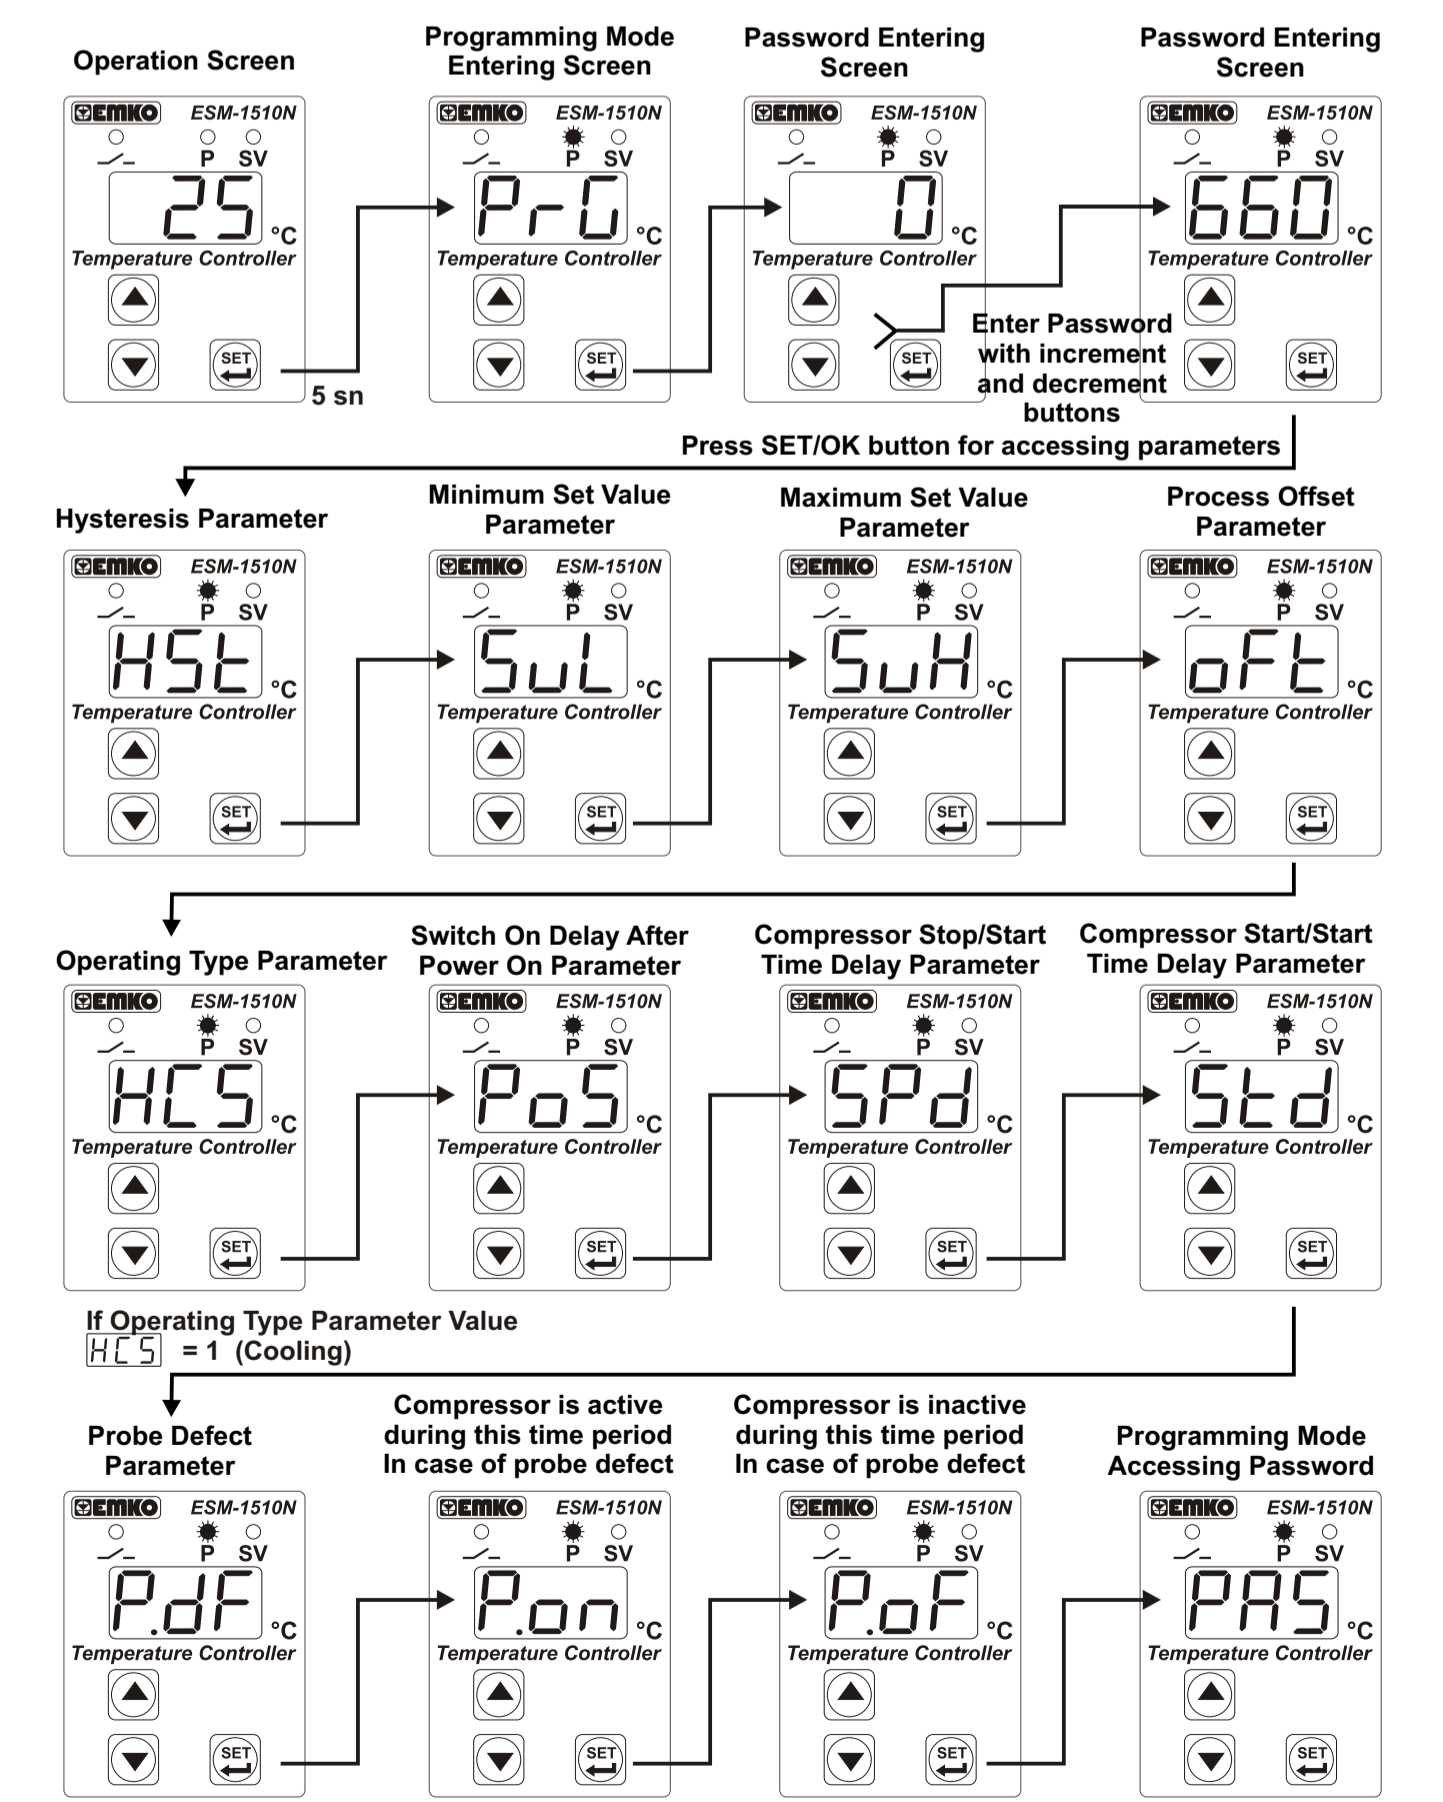 Operation Screen
Programming Mode
Entering Screen
Password Entering
Screen
Password Entering
Screen
EMKO ESM-1510N
P SV
25 °C
Temperature Controller
SET
5 sn
EMKO ESM-1510N
P SV
PrG °C
Temperature Controller
SET
EMKO ESM-1510N
P SV
0 °C
Temperature Controller
SET
Enter Password
with increment
and decrement
buttons
EMKO ESM-1510N
P SV
660 °C
Temperature Controller
SET
Press SET/OK button for accessing parameters
Hysteresis Parameter
Minimum Set Value
Parameter
Maximum Set Value
Parameter
Process Offset
Parameter
EMKO ESM-1510N
P SV
HSt °C
Temperature Controller
SET
EMKO ESM-1510N
P SV
SuL °C
Temperature Controller
SET
EMKO ESM-1510N
P SV
SuH °C
Temperature Controller
SET
EMKO ESM-1510N
P SV
oFt °C
Temperature Controller
SET
Operating Type Parameter
Switch On Delay After
Power On Parameter
Compressor Stop/Start
Time Delay Parameter
Compressor Start/Start
Time Delay Parameter
EMKO ESM-1510N
P SV
HCS °C
Temperature Controller
SET
EMKO ESM-1510N
P SV
PoS °C
Temperature Controller
SET
EMKO ESM-1510N
P SV
SPd °C
Temperature Controller
SET
EMKO ESM-1510N
P SV
Std °C
Temperature Controller
SET
If Operating Type Parameter Value
HCS = 1 (Cooling)
Probe Defect
Parameter
Compressor is active
during this time period
In case of probe defect
Compressor is inactive
during this time period
In case of probe defect
Programming Mode
Accessing Password
EMKO ESM-1510N
P SV
P.dF °C
Temperature Controller
SET
EMKO ESM-1510N
P SV
P.on °C
Temperature Controller
SET
EMKO ESM-1510N
P SV
P.oF °C
Temperature Controller
SET
EMKO ESM-1510N
P SV
PAS °C
Temperature Controller
SET